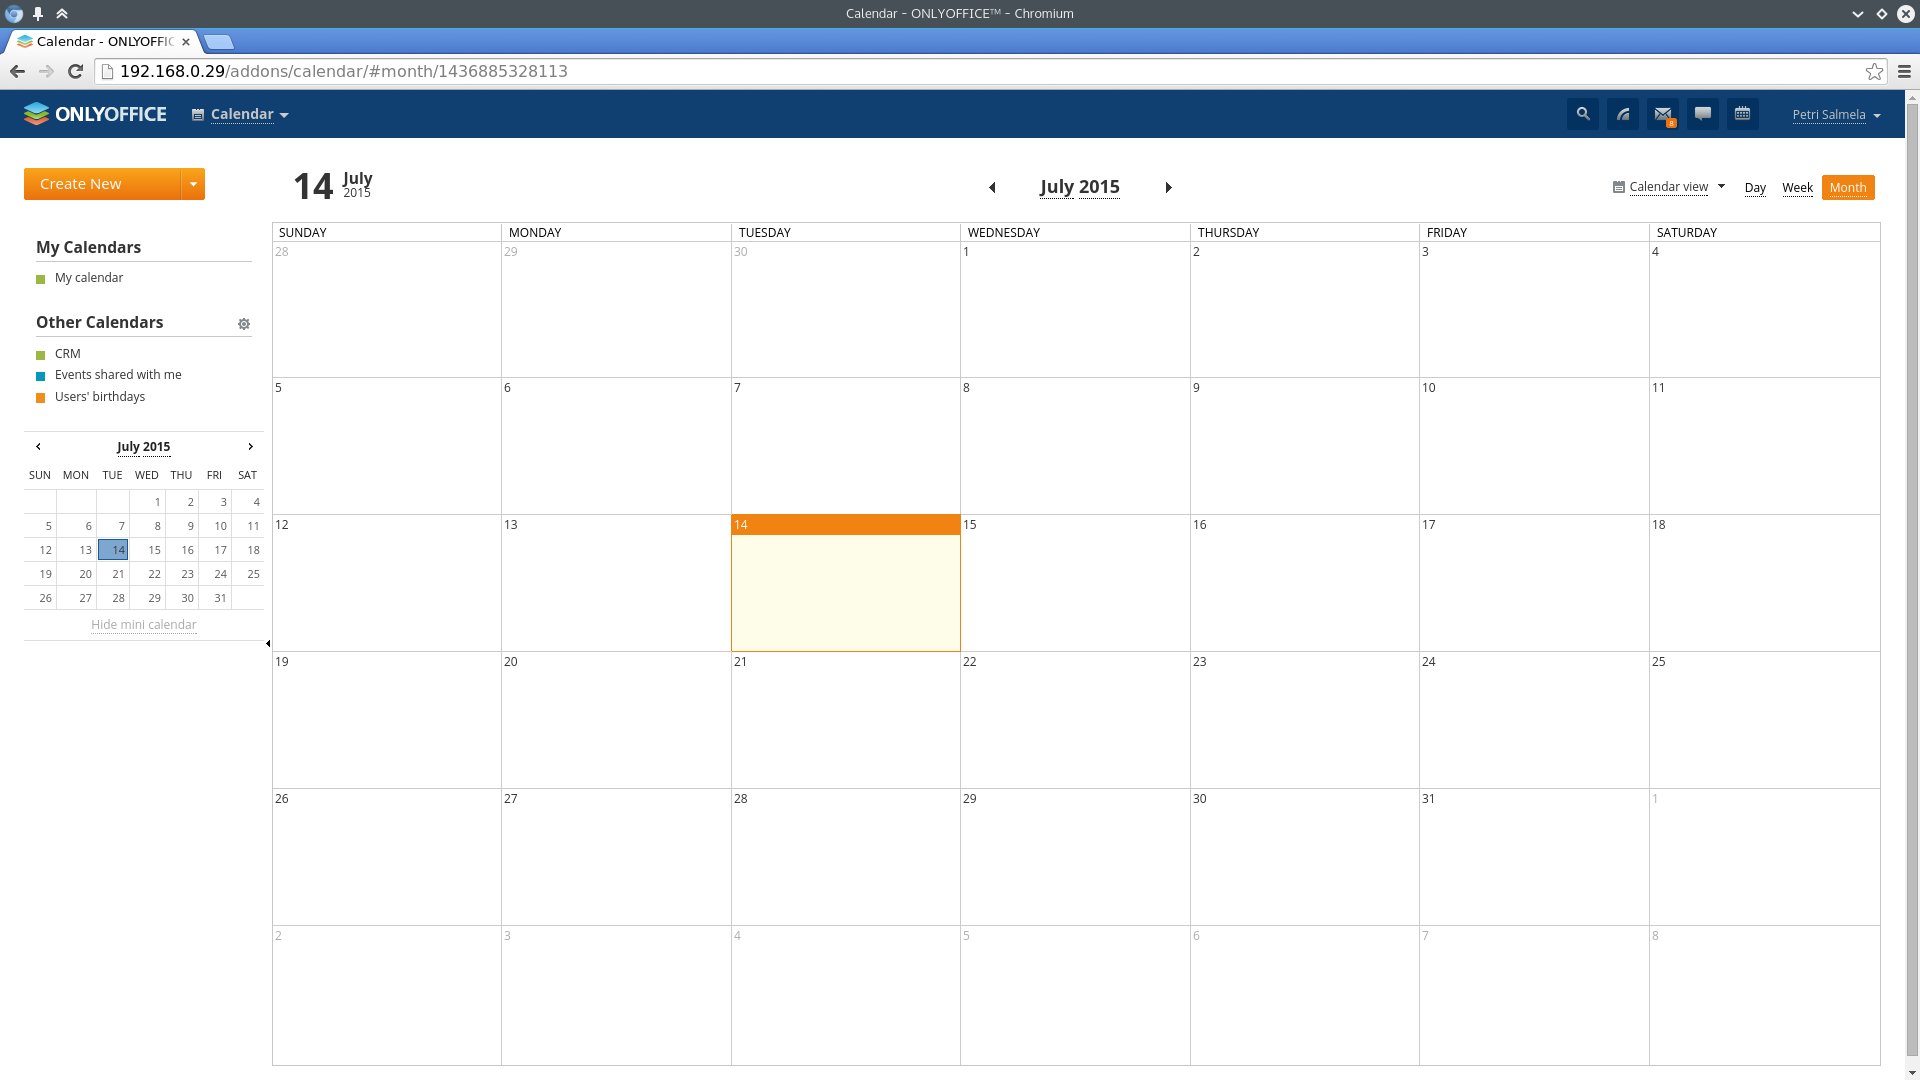 Calendar - ONLYOFFICE™ - Chromium
Calendar - ONLYOFFIC
192.168.0.29/addons/calendar/#month/1436885328113
ONLYOFFICE
Calendar
8
Petri Salmela
Create New
14 July 2015
July 2015
Calendar view
Day
Week
Month
My Calendars
My calendar
Other Calendars
CRM
Events shared with me
Users' birthdays
July 2015
SUN MON TUE WED THU FRI SAT
1 2 3 4
5 6 7 8 9 10 11
12 13 14 15 16 17 18
19 20 21 22 23 24 25
26 27 28 29 30 31
Hide mini calendar
SUNDAY MONDAY TUESDAY WEDNESDAY THURSDAY FRIDAY SATURDAY
28 29 30 1 2 3 4
5 6 7 8 9 10 11
12 13 14 15 16 17 18
19 20 21 22 23 24 25
26 27 28 29 30 31 1
2 3 4 5 6 7 8